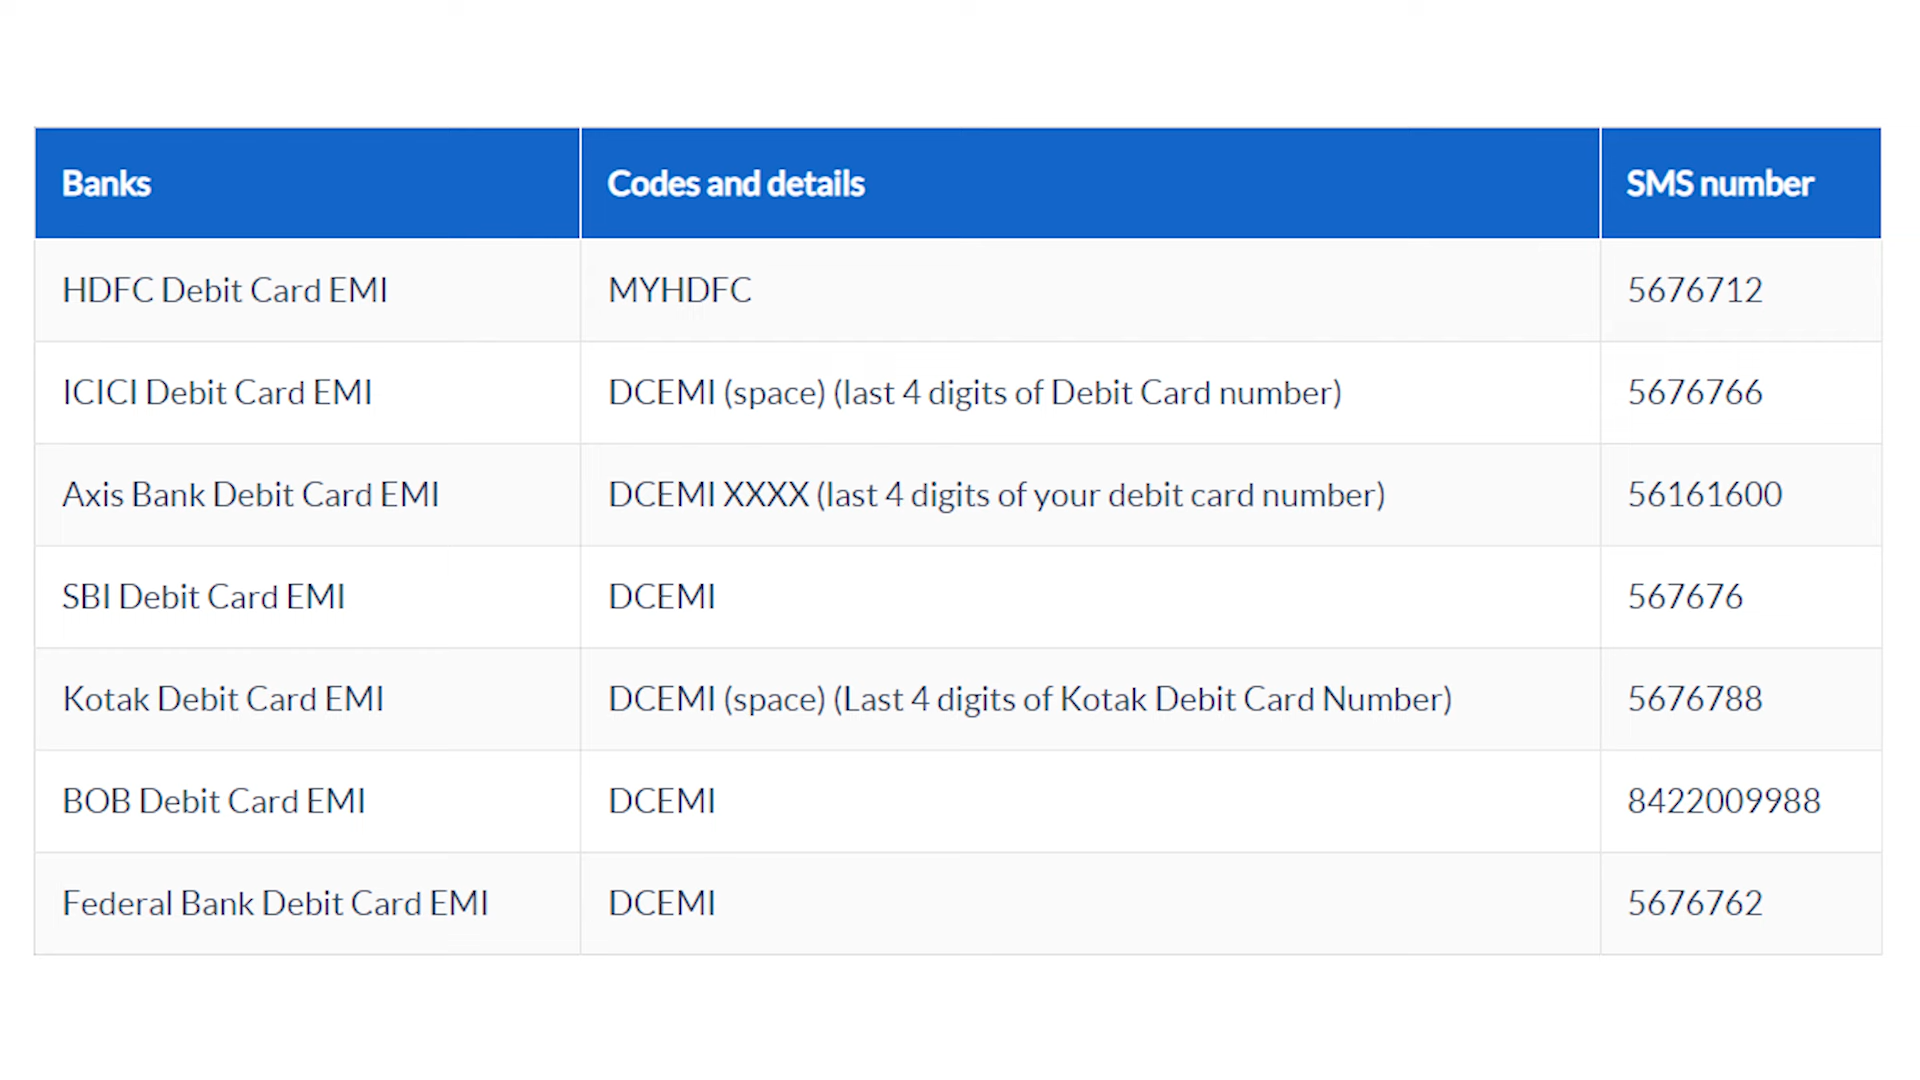 Banks Codes and details SMS number
HDFC Debit Card EMI MYHDFC 5676712
ICICI Debit Card EMI DCEMI (space) (last 4 digits of Debit Card number) 5676766
Axis Bank Debit Card EMI DCEMI XXXX (last 4 digits of your debit card number) 56161600
SBI Debit Card EMI DCEMI 567676
Kotak Debit Card EMI DCEMI (space) (Last 4 digits of Kotak Debit Card Number) 5676788
BOB Debit Card EMI DCEMI 8422009988
Federal Bank Debit Card EMI DCEMI 5676762